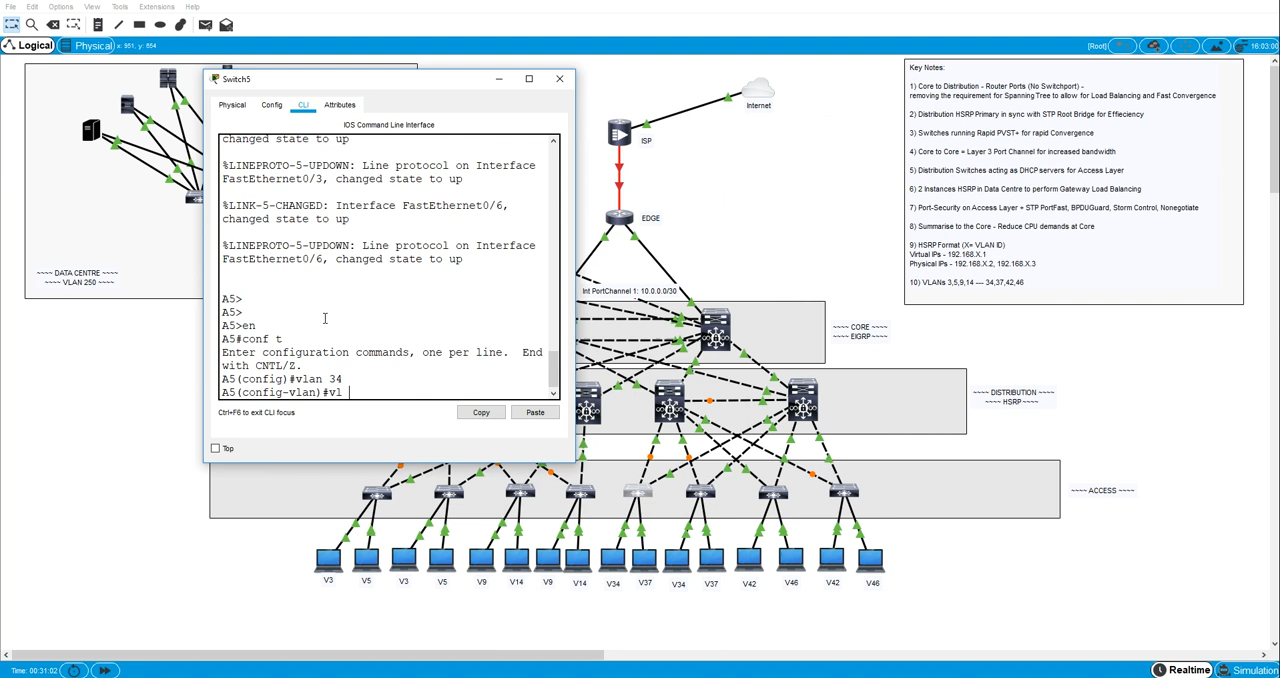 File Edit Options View Tools Extensions Help
Logical Physical x: 951, y: 654 [Root] 16:03:00
Switch5
Physical Config CLI Attributes
IOS Command Line Interface
changed state to up
%LINEPROTO-5-UPDOWN: Line protocol on Interface
FastEthernet0/3, changed state to up
%LINK-5-CHANGED: Interface FastEthernet0/6,
changed state to up
%LINEPROTO-5-UPDOWN: Line protocol on Interface
FastEthernet0/6, changed state to up
A5>
A5>
A5>en
A5#conf t
Enter configuration commands, one per line. End
with CNTL/Z.
A5(config)#vlan 34
A5(config-vlan)#vl
Ctrl+F6 to exit CLI focus
Copy Paste
Top
~~~~ DATA CENTRE ~~~~
~~~~ VLAN 250 ~~~~
Internet
ISP
EDGE
Int PortChannel 1: 10.0.0.0/30
~~~~ CORE ~~~~
~~~~ EIGRP ~~~~
~~~~ DISTRIBUTION ~~~~
~~~~ HSRP ~~~~
~~~~ ACCESS ~~~~
Key Notes:
1) Core to Distribution - Router Ports (No Switchport) -
removing the requirement for Spanning Tree to allow for Load Balancing and Fast Convergence
2) Distribution HSRP Primary in sync with STP Root Bridge for Effeciency
3) Switches running Rapid PVST+ for rapid Convergence
4) Core to Core = Layer 3 Port Channel for increased bandwidth
5) Distribution Switches acting as DHCP servers for Access Layer
6) 2 Instances HSRP in Data Centre to perform Gateway Load Balancing
7) Port-Security on Access Layer + STP PortFast, BPDUGuard, Storm Control, Nonegotiate
8) Summarise to the Core - Reduce CPU demands at Core
9) HSRP Format (X= VLAN ID)
Virtual IPs - 192.168.X.1
Physical IPs - 192.168.X.2, 192.168.X.3
10) VLANs 3,5,9,14 ---- 34,37,42,46
V3 V5 V3 V5 V9 V14 V9 V14 V34 V37 V34 V37 V42 V46 V42 V46
Time: 00:31:02 Realtime Simulation